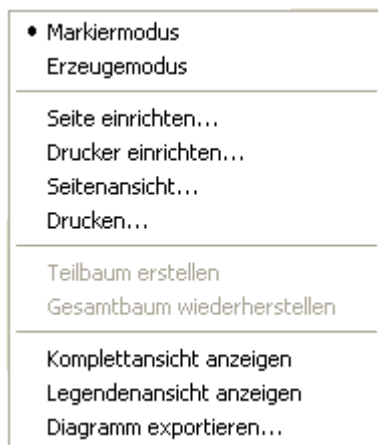 Markiermodus
Erzeugemodus
Seite einrichten...
Drucker einrichten...
Seitenansicht...
Drucken...
Teilbaum erstellen
Gesamtbaum wiederherstellen
Komplettansicht anzeigen
Legendenansicht anzeigen
Diagramm exportieren...